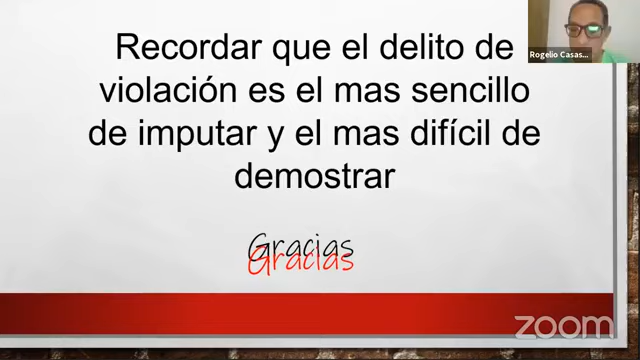 Recordar que el delito de
violación es el mas sencillo
de imputar y el mas difícil de
demostrar
Gracias
Gracias
Rogelio Casas...
zoom